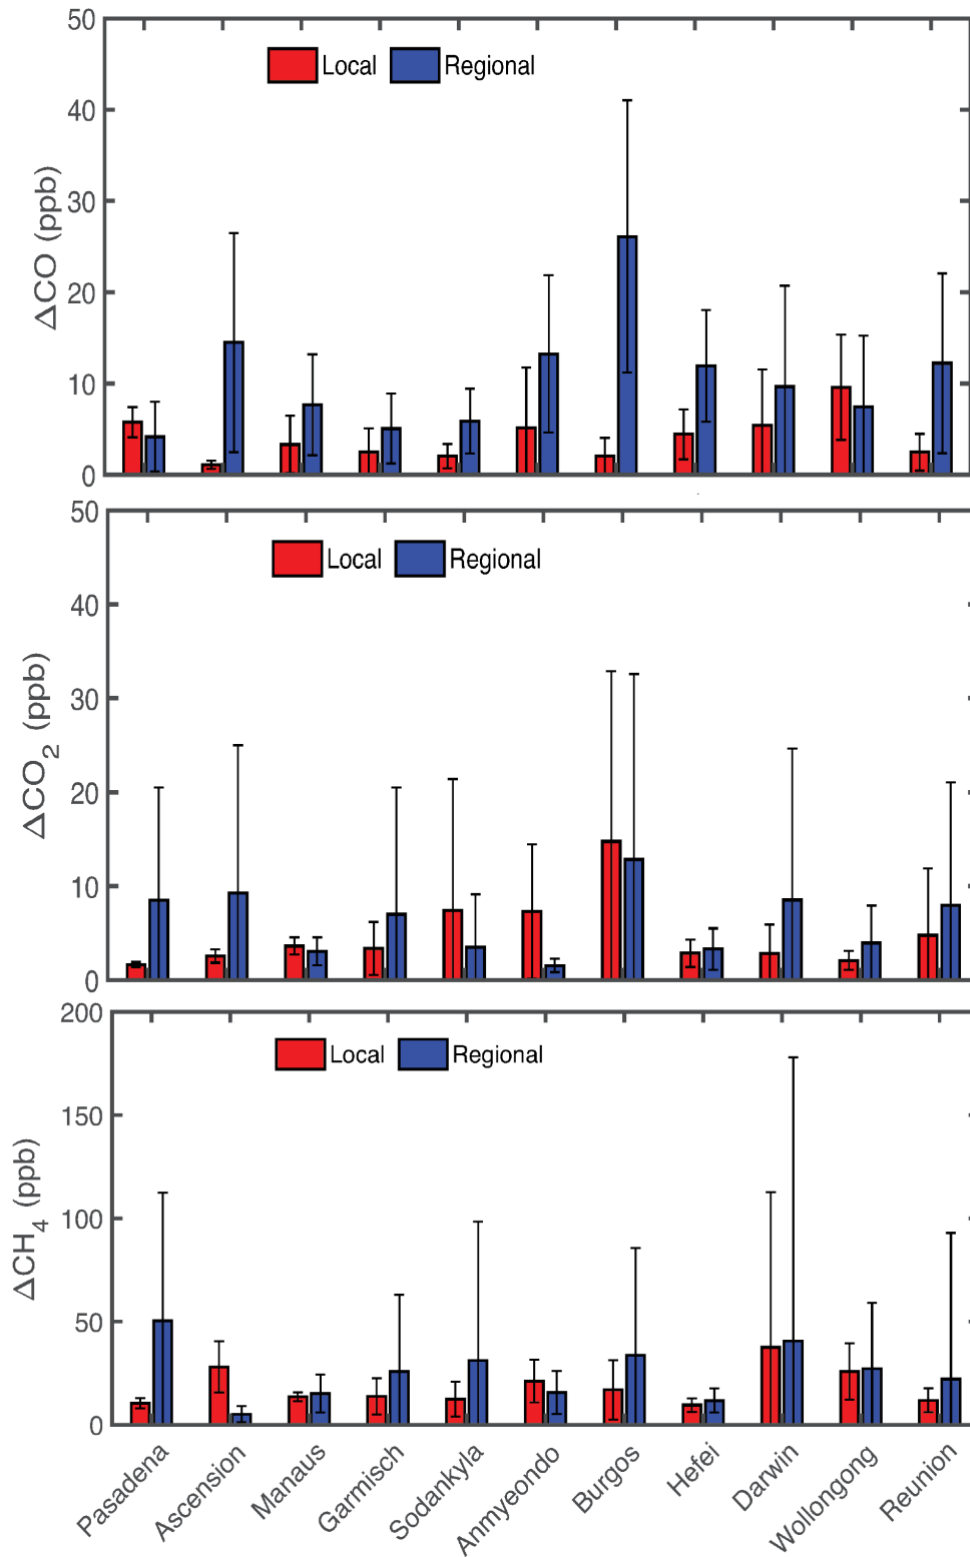 50
Local Regional
40
30
20
10
0
ΔCO (ppb)
50
Local Regional
40
30
20
10
0
ΔCO2 (ppb)
200
Local Regional
150
100
50
0
ΔCH4 (ppb)
Pasadena
Ascension
Manaus
Garmisch
Sodankyla
Anmyeondo
Burgos
Hefei
Darwin
Wollongong
Reunion